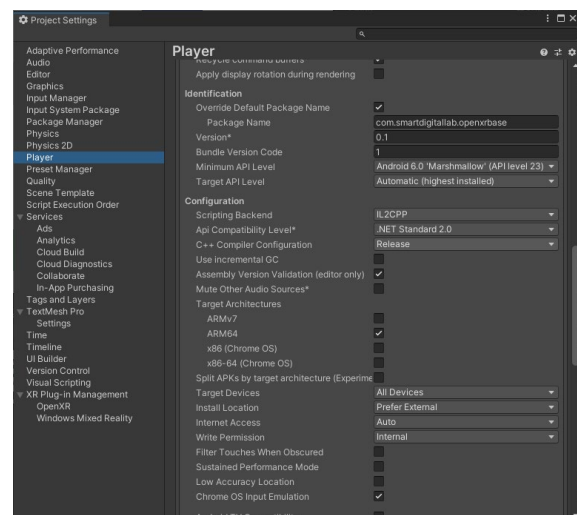 Project Settings
Adaptive Performance
Audio
Editor
Graphics
Input Manager
Input System Package
Package Manager
Physics
Physics 2D
Player
Preset Manager
Quality
Scene Template
Script Execution Order
Services
Ads
Analytics
Cloud Build
Cloud Diagnostics
Collaborate
In-App Purchasing
Tags and Layers
TextMesh Pro
Settings
Time
Timeline
UI Builder
Version Control
Visual Scripting
XR Plug-in Management
OpenXR
Windows Mixed Reality
Player
Recycle command buffers
Apply display rotation during rendering
Identification
Override Default Package Name
Package Name com.smartdigitallab.openxrbase
Version* 0.1
Bundle Version Code 1
Minimum API Level Android 6.0 'Marshmallow' (API level 23)
Target API Level Automatic (highest installed)
Configuration
Scripting Backend IL2CPP
Api Compatibility Level* .NET Standard 2.0
C++ Compiler Configuration Release
Use incremental GC
Assembly Version Validation (editor only)
Mute Other Audio Sources*
Target Architectures
ARMv7
ARM64
x86 (Chrome OS)
x86-64 (Chrome OS)
Split APKs by target architecture (Experime
Target Devices All Devices
Install Location Prefer External
Internet Access Auto
Write Permission Internal
Filter Touches When Obscured
Sustained Performance Mode
Low Accuracy Location
Chrome OS Input Emulation